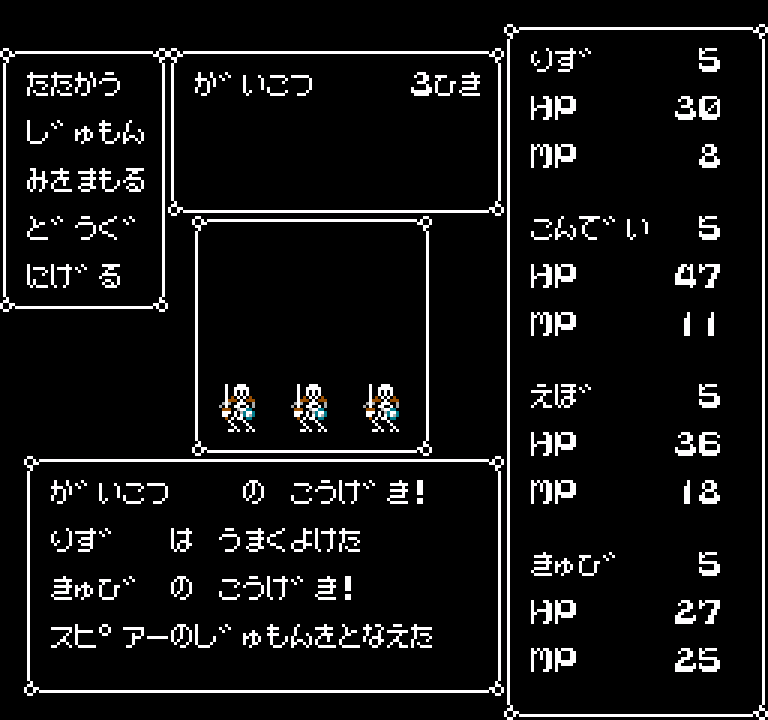 たたかう
じゅもん
みきまもる
どうぐ
にげる
がいこつ 3ひき
りず 5
HP 30
MP 8
こんでい 5
HP 47
MP 11
えぼ 5
HP 36
MP 18
きゅび 5
HP 27
MP 25
がいこつ の こうげき!
りず は うまくよけた
きゅび の こうげき!
スピアーのじゅもんをとなえた